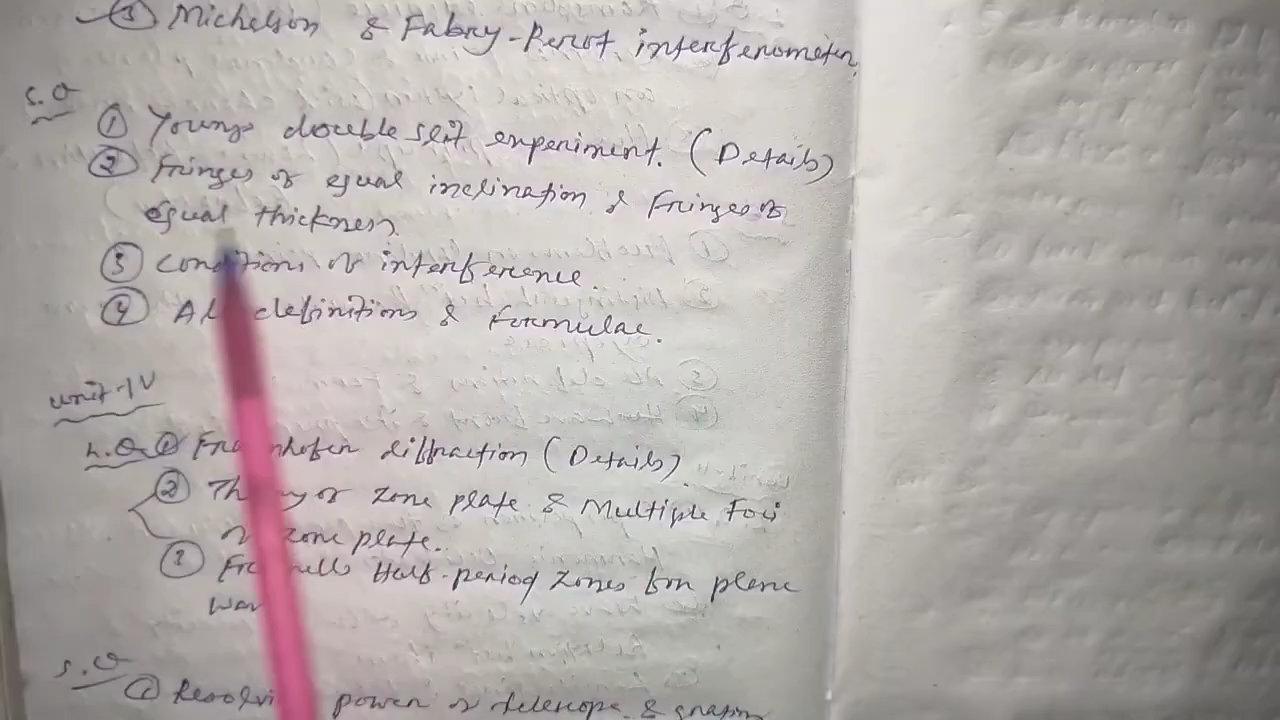 ③ Michelson & Fabry-Perot interferometer.
S.Q
① Youngs double slit experiment. (Details)
② Fringes of equal inclination & Fringes of
equal thickness.
③ conditions of interference.
④ All definitions & Formulae.
Unit-IV
L.Q ① Fraunhofer diffraction (Details).
② Theory of zone plate & Multiple Foci
of zone plate.
③ Fresnells Half-period zones for plane
wave
S.Q
① Resolving power of telescope & grating